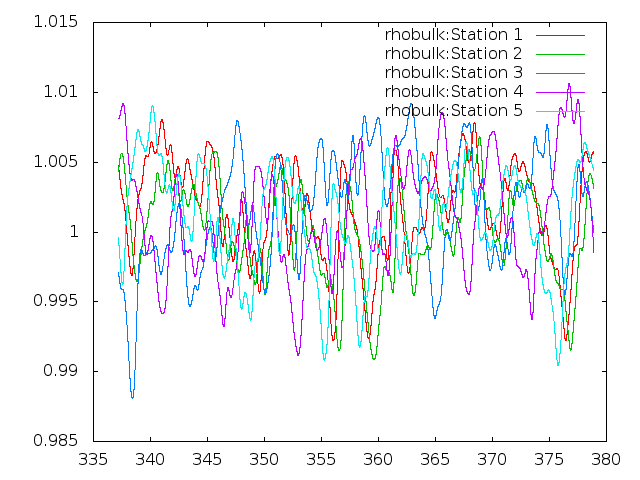 1.015
1.01
1.005
1
0.995
0.99
0.985
335 340 345 350 355 360 365 370 375 380
rhobulk:Station 1
rhobulk:Station 2
rhobulk:Station 3
rhobulk:Station 4
rhobulk:Station 5